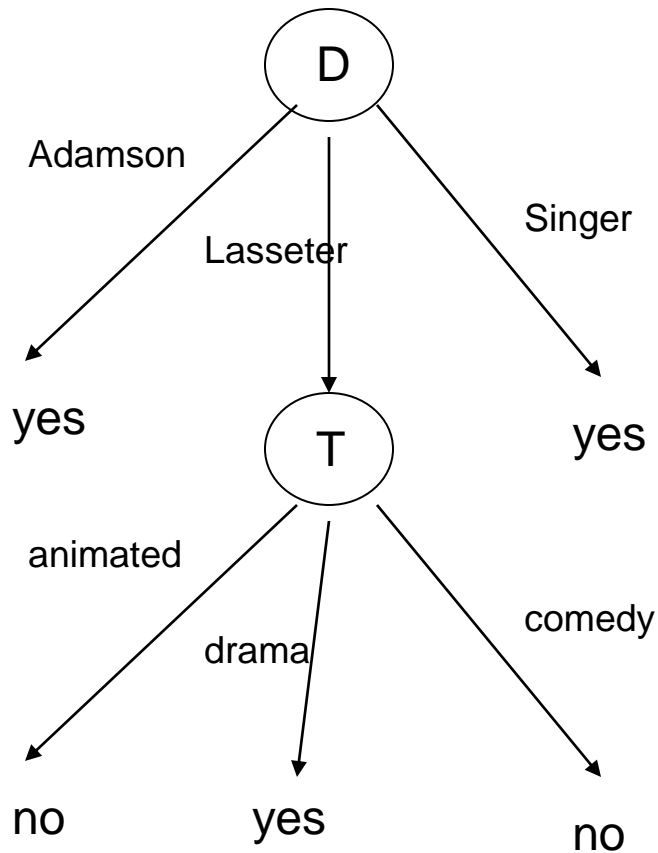 D
Adamson
Singer
Lasseter
yes
yes
T
animated
comedy
drama
no
yes
no